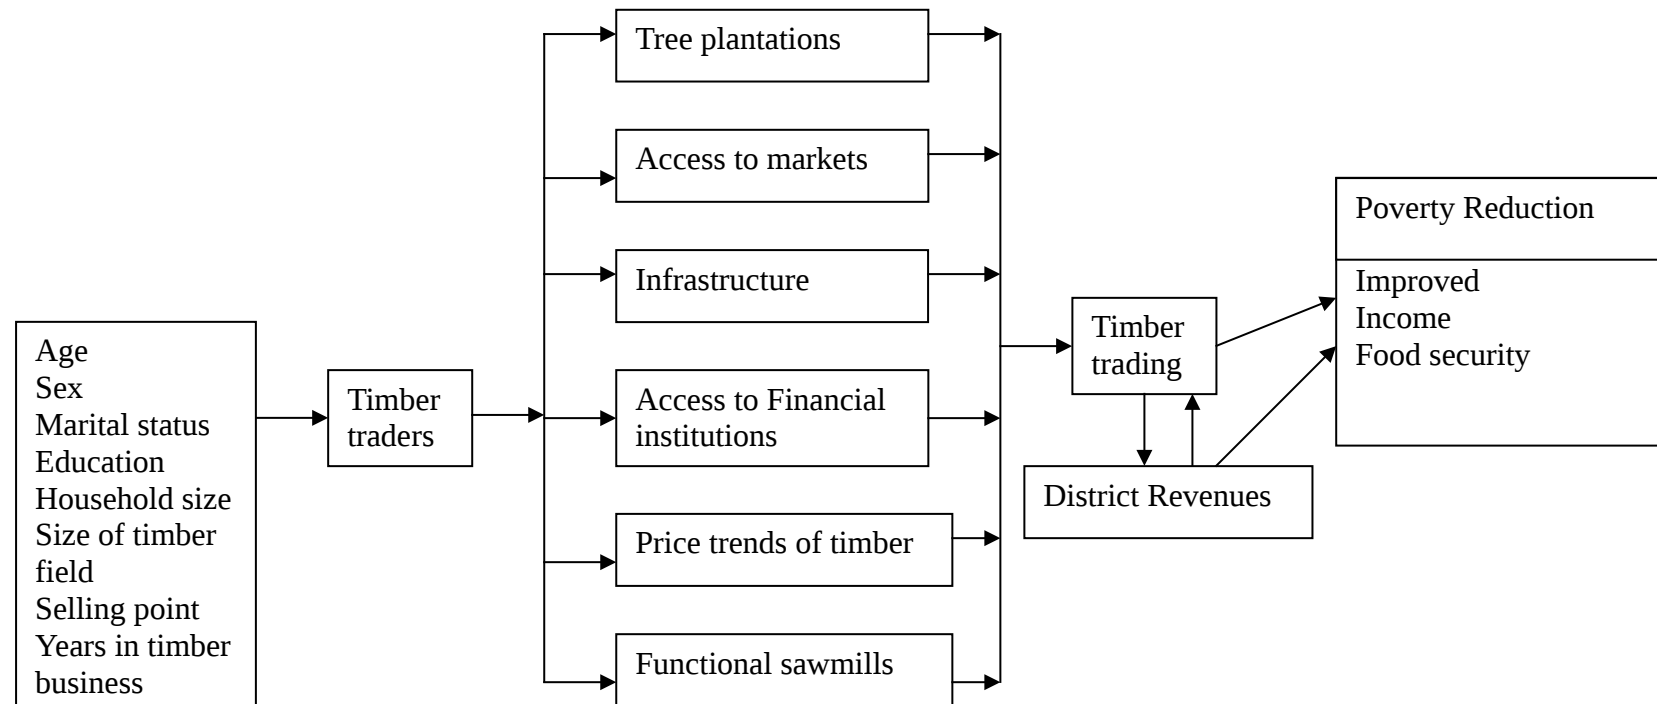 Age
Sex
Marital status
Education
Household size
Size of timber
field
Selling point
Years in timber
business
Timber
traders
Tree plantations
Access to markets
Infrastructure
Access to Financial
institutions
Price trends of timber
Functional sawmills
Timber
trading
District Revenues
Poverty Reduction
Improved
Income
Food security